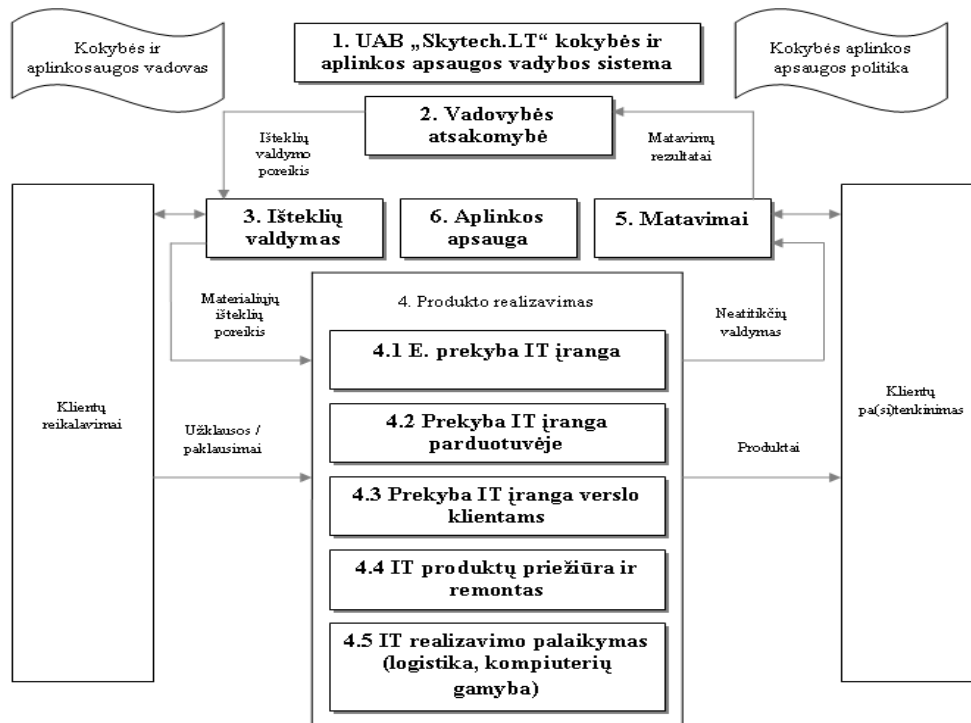 Kokybės ir
aplinkosaugos vadovas
1. UAB „Skytech.LT“ kokybės ir
aplinkos apsaugos vadybos sistema
Kokybės aplinkos
apsaugos politika
2. Vadovybės
atsakomybė
Išteklių
valdymo
poreikis
Matavimų
rezultatai
3. Išteklių
valdymas
6. Aplinkos
apsauga
5. Matavimai
Materialiųjų
išteklių
poreikis
4. Produkto realizavimas
Neatitikčių
valdymas
4.1 E. prekyba IT įranga
Klientų
reikalavimai
Užklausos /
paklausimai
4.2 Prekyba IT įranga
parduotuvėje
Produktai
Klientų
pa(si)tenkinimas
4.3 Prekyba IT įranga verslo
klientams
4.4 IT produktų priežiūra ir
remontas
4.5 IT realizavimo palaikymas
(logistika, kompiuterių
gamyba)